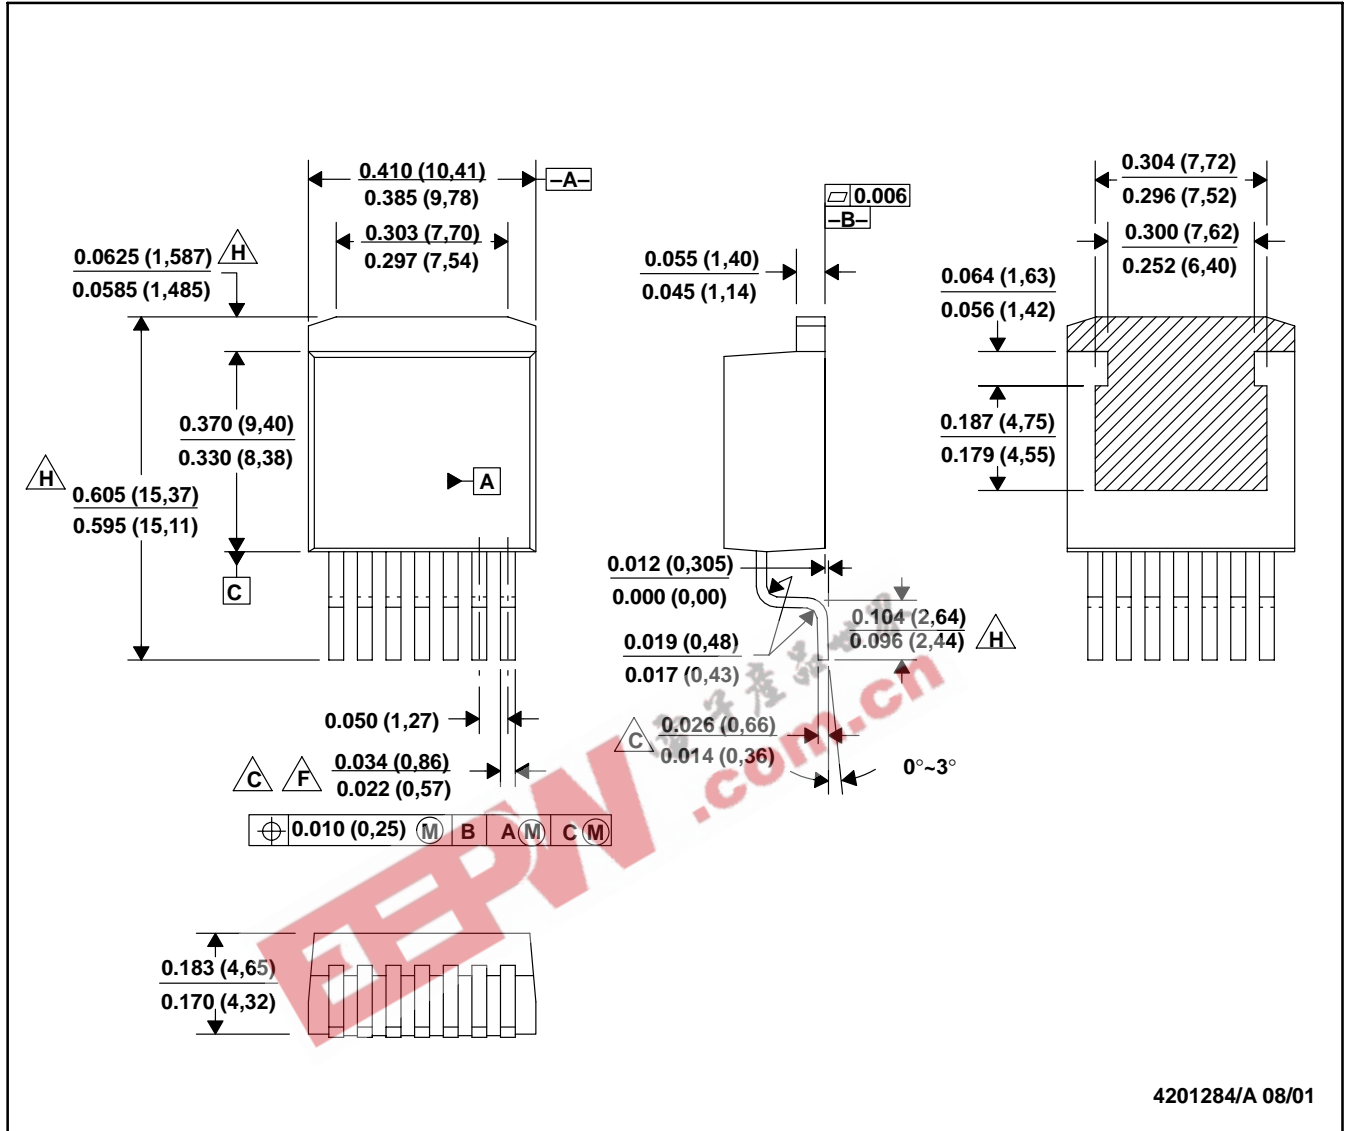 0.410 (10,41)
0.385 (9,78)
–A–
0.303 (7,70)
0.297 (7,54)
0.0625 (1,587)
0.0585 (1,485)
H
0.370 (9,40)
0.330 (8,38)
H
0.605 (15,37)
0.595 (15,11)
A
C
0.050 (1,27)
C F 0.034 (0,86)
0.022 (0,57)
0.010 (0,25) M B A M C M
0.006
–B–
0.055 (1,40)
0.045 (1,14)
0.012 (0,305)
0.000 (0,00)
0.019 (0,48)
0.017 (0,43)
0.104 (2,64)
0.096 (2,44)
H
C 0.026 (0,66)
0.014 (0,36)
0°~3°
0.304 (7,72)
0.296 (7,52)
0.300 (7,62)
0.252 (6,40)
0.064 (1,63)
0.056 (1,42)
0.187 (4,75)
0.179 (4,55)
0.183 (4,65)
0.170 (4,32)
EEPW
.com.cn
電子產品世界
4201284/A 08/01